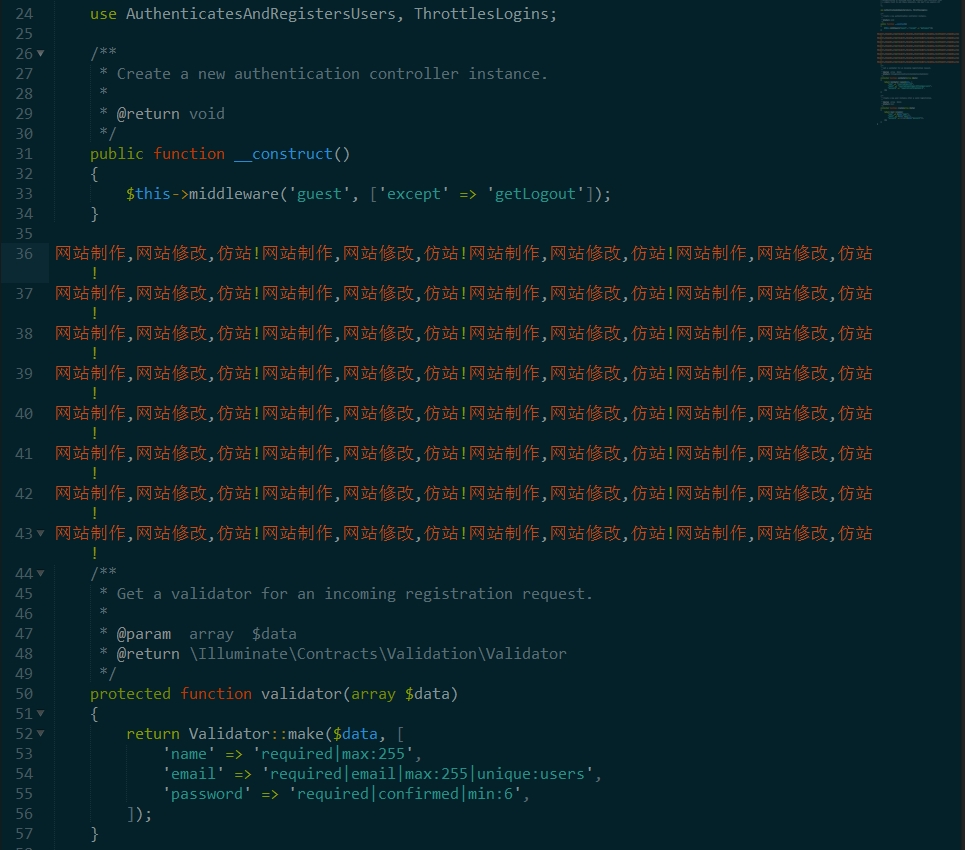 24 use AuthenticatesAndRegistersUsers, ThrottlesLogins;
25
26 /**
27 * Create a new authentication controller instance.
28 *
29 * @return void
30 */
31 public function __construct()
32 {
33 $this->middleware('guest', ['except' => 'getLogout']);
34 }
35
36 网站制作,网站修改,仿站!网站制作,网站修改,仿站!网站制作,网站修改,仿站!网站制作,网站修改,仿站
!
37 网站制作,网站修改,仿站!网站制作,网站修改,仿站!网站制作,网站修改,仿站!网站制作,网站修改,仿站
!
38 网站制作,网站修改,仿站!网站制作,网站修改,仿站!网站制作,网站修改,仿站!网站制作,网站修改,仿站
!
39 网站制作,网站修改,仿站!网站制作,网站修改,仿站!网站制作,网站修改,仿站!网站制作,网站修改,仿站
!
40 网站制作,网站修改,仿站!网站制作,网站修改,仿站!网站制作,网站修改,仿站!网站制作,网站修改,仿站
!
41 网站制作,网站修改,仿站!网站制作,网站修改,仿站!网站制作,网站修改,仿站!网站制作,网站修改,仿站
!
42 网站制作,网站修改,仿站!网站制作,网站修改,仿站!网站制作,网站修改,仿站!网站制作,网站修改,仿站
!
43 网站制作,网站修改,仿站!网站制作,网站修改,仿站!网站制作,网站修改,仿站!网站制作,网站修改,仿站
!
44 /**
45 * Get a validator for an incoming registration request.
46 *
47 * @param  array  $data
48 * @return \Illuminate\Contracts\Validation\Validator
49 */
50 protected function validator(array $data)
51 {
52 return Validator::make($data, [
53 'name' => 'required|max:255',
54 'email' => 'required|email|max:255|unique:users',
55 'password' => 'required|confirmed|min:6',
56 ]);
57 }